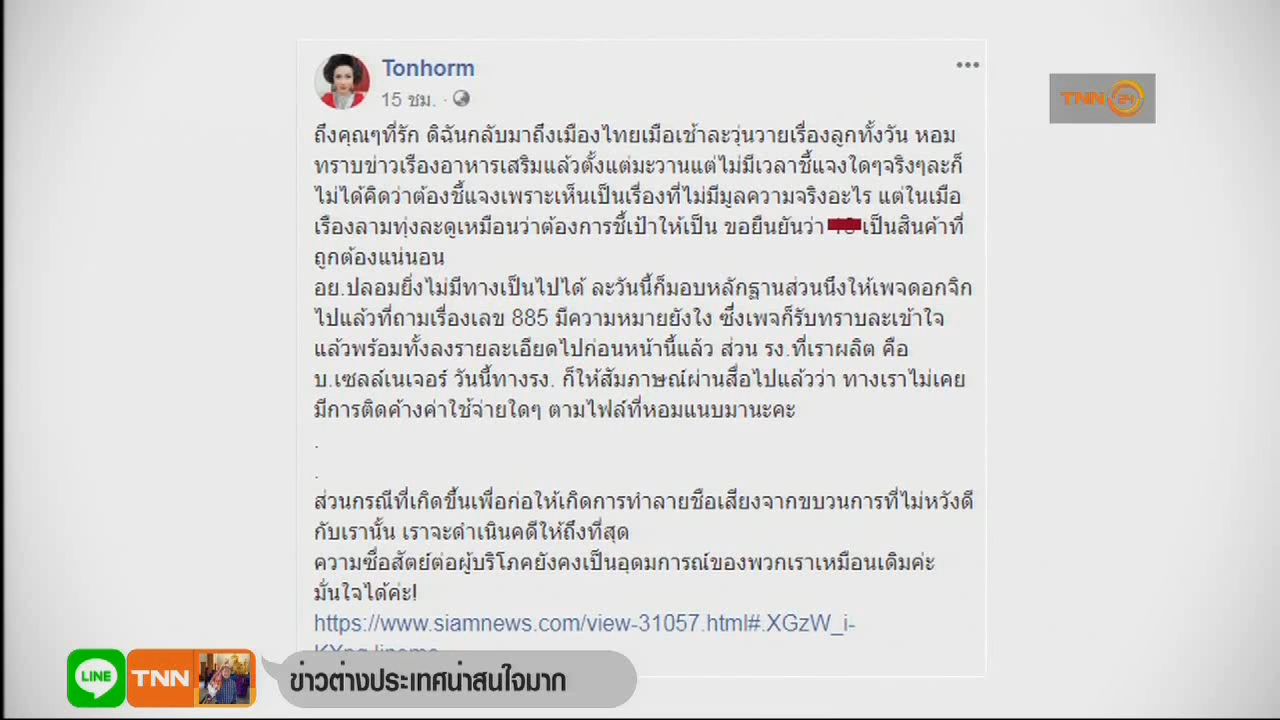 Tonhorm
15 ชม. ·
TNN 24
ถึงคุณๆที่รัก ดิฉันกลับมาถึงเมืองไทยเมื่อเช้าละวุ่นวายเรื่องลูกทั้งวัน หอม
ทราบข่าวเรื่องอาหารเสริมแล้วตั้งแต่มะวานแต่ไม่มีเวลาชี้แจงใดๆจริงๆละก็
ไม่ได้คิดว่าต้องชี้แจงเพราะเห็นเป็นเรื่องที่ไม่มีมูลความจริงอะไร แต่ในเมื่อ
เรื่องลามทุ่งละดูเหมือนว่าต้องการชี้เป้าให้เป็น ขอยืนยันว่า เป็นสินค้าที่
ถูกต้องแน่นอน
อย.ปลอมยิ่งไม่มีทางเป็นไปได้ ละวันนี้ก็มอบหลักฐานส่วนนึงให้เพจดอกจิก
ไปแล้วที่ถามเรื่องเลข 885 มีความหมายยังไง ซึ่งเพจก็รับทราบละเข้าใจ
แล้วพร้อมทั้งลงรายละเอียดไปก่อนหน้านี้แล้ว ส่วน รง.ที่เราผลิต คือ
บ.เซลล์เนเจอร์ วันนี้ทางรง. ก็ให้สัมภาษณ์ผ่านสื่อไปแล้วว่า ทางเราไม่เคย
มีการติดค้างค่าใช้จ่ายใดๆ ตามไฟล์ที่หอมแนบมานะคะ
.
.
ส่วนกรณีที่เกิดขึ้นเพื่อก่อให้เกิดการทำลายชื่อเสียงจากขบวนการที่ไม่หวังดี
กับเรานั้น เราจะดำเนินคดีให้ถึงที่สุด
ความซื่อสัตย์ต่อผู้บริโภคยังคงเป็นอุดมการณ์ของพวกเราเหมือนเดิมค่ะ
มั่นใจได้ค่ะ!
https://www.siamnews.com/view-31057.html#.XGzW_i-
LINE TNN ข่าวต่างประเทศน่าสนใจมาก